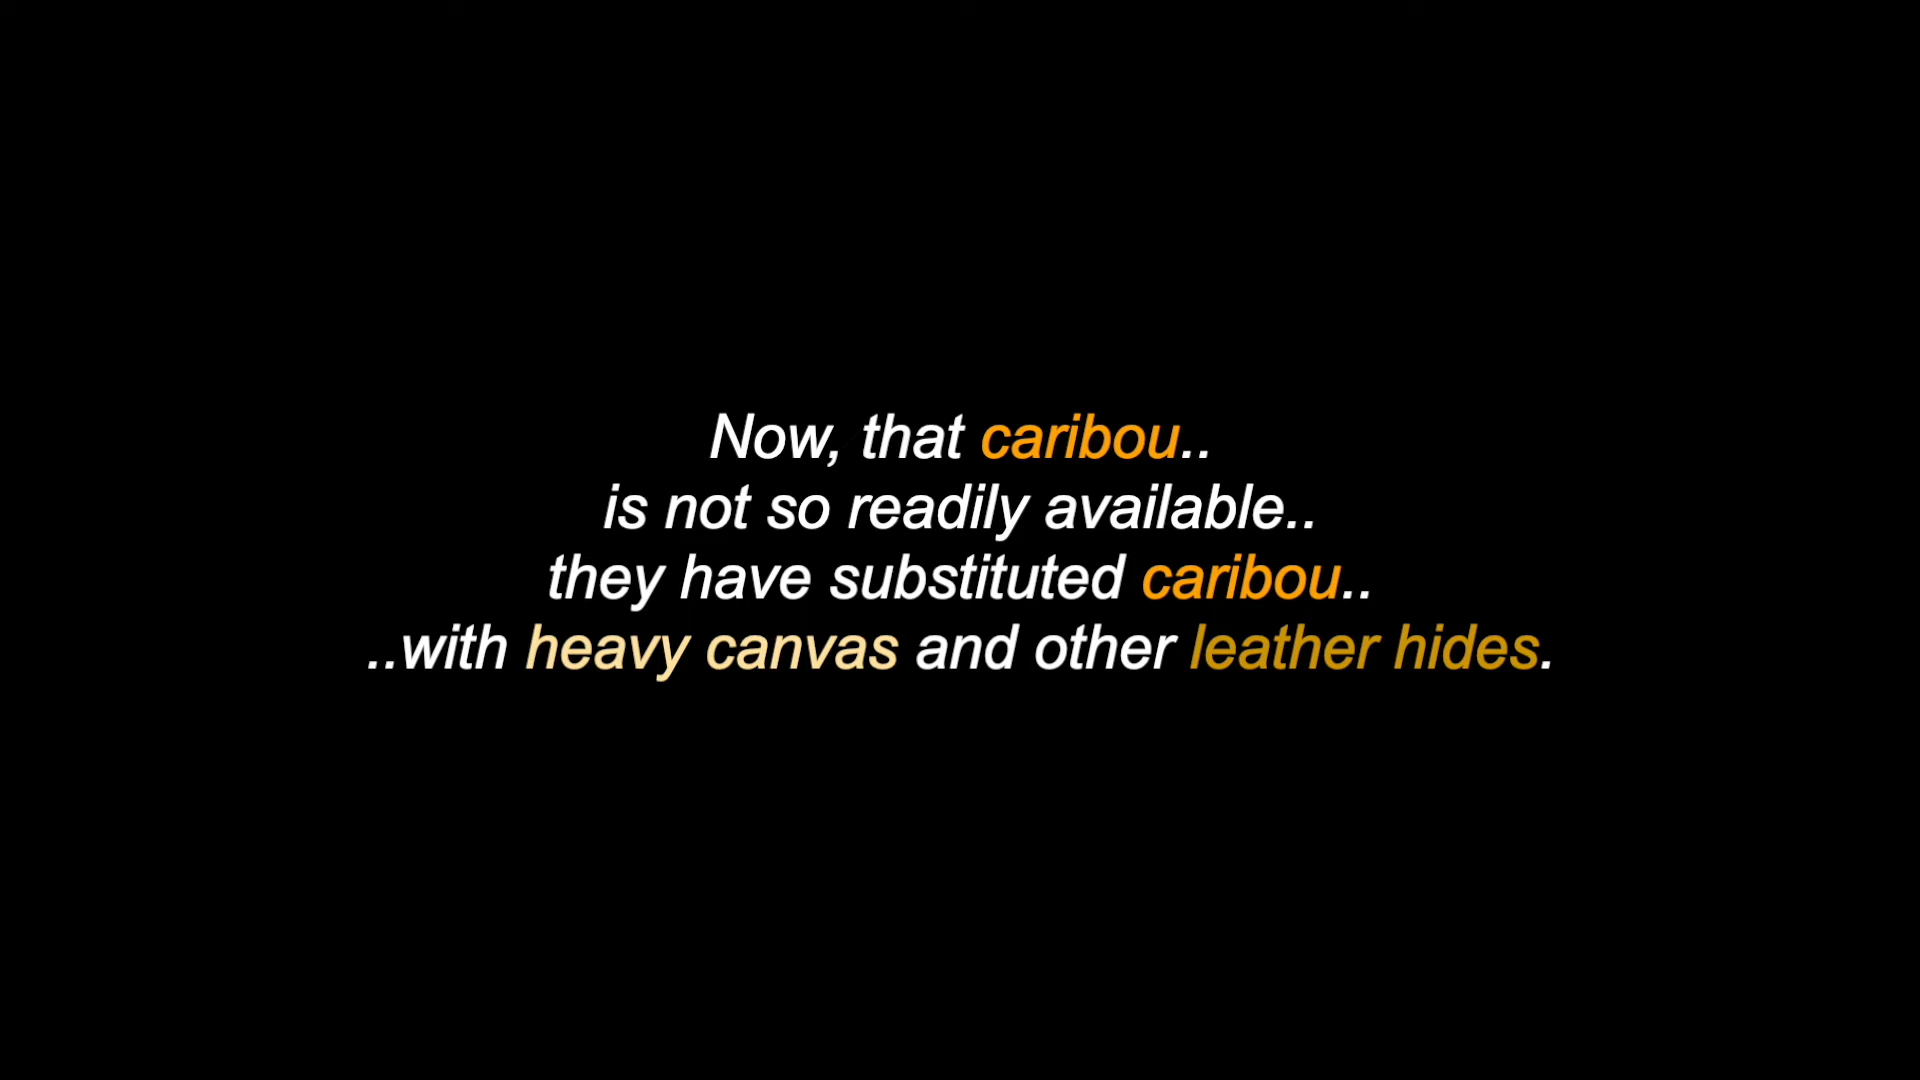 Now, that caribou..
is not so readily available..
they have substituted caribou..
..with heavy canvas and other leather hides.